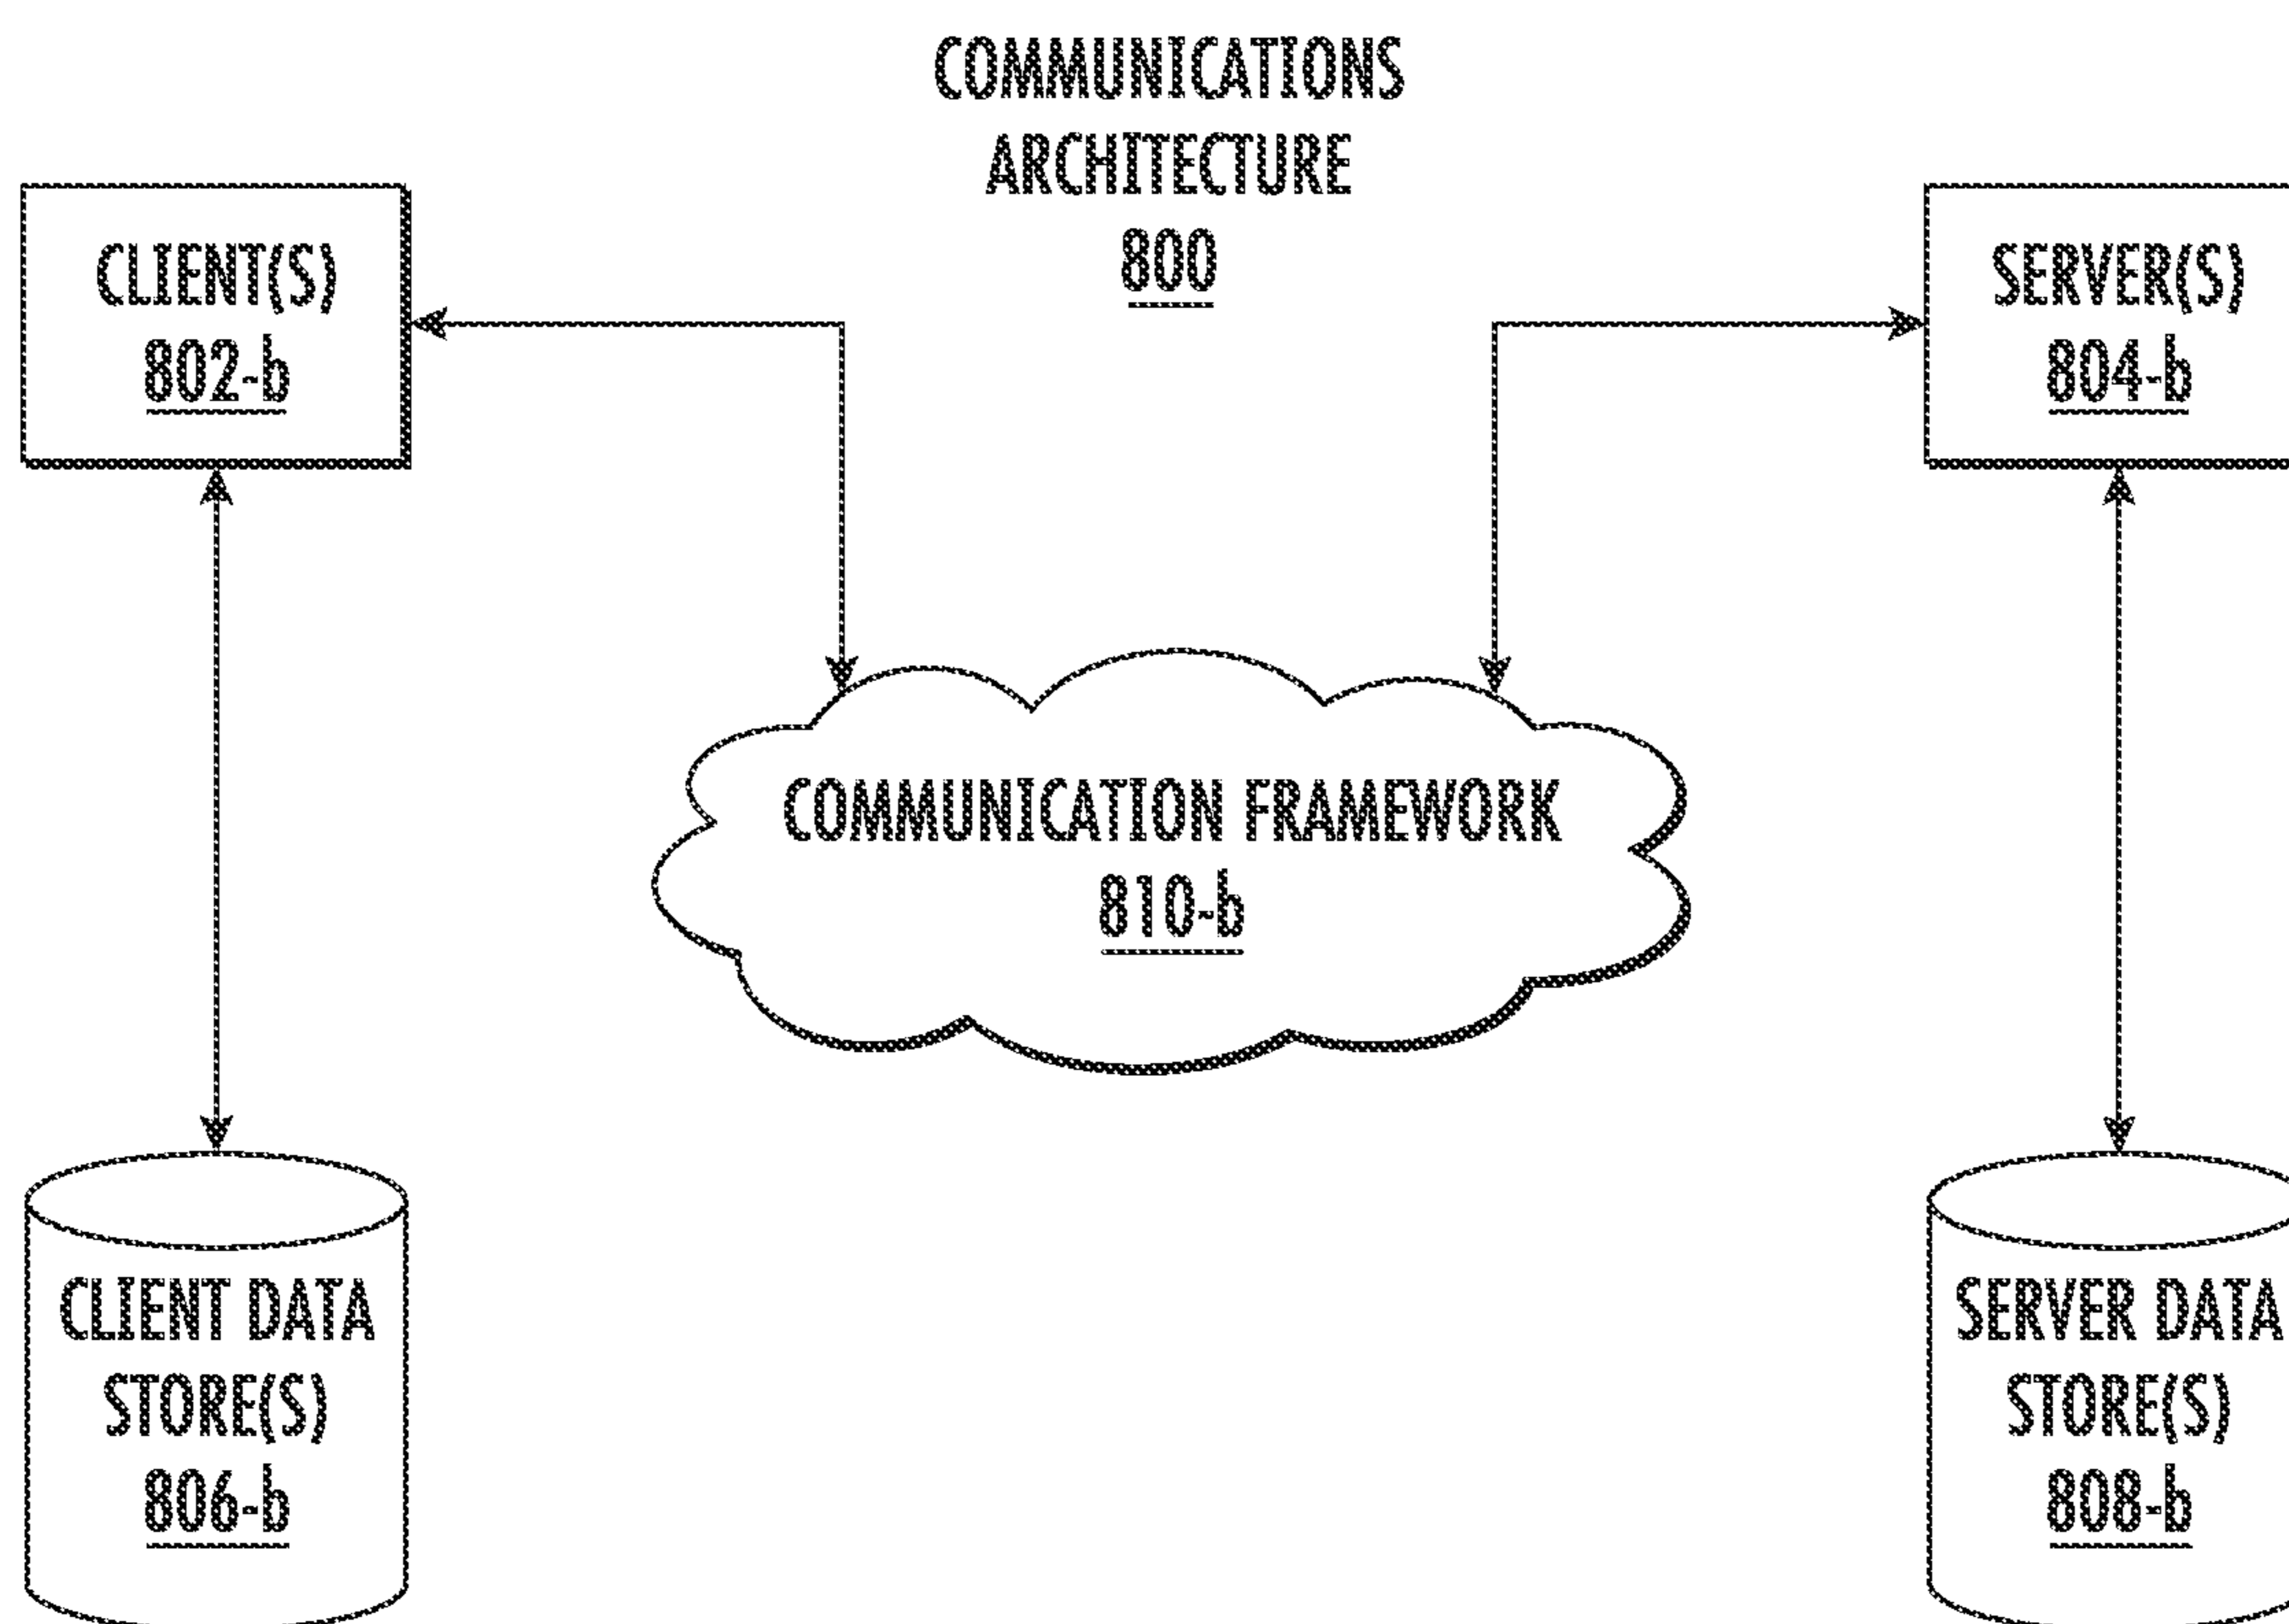 COMMUNICATIONS
ARCHITECTURE
800
CLIENT(S)
802-b
SERVER(S)
804-b
COMMUNICATION FRAMEWORK
810-b
CLIENT DATA
STORE(S)
806-b
SERVER DATA
STORE(S)
808-b